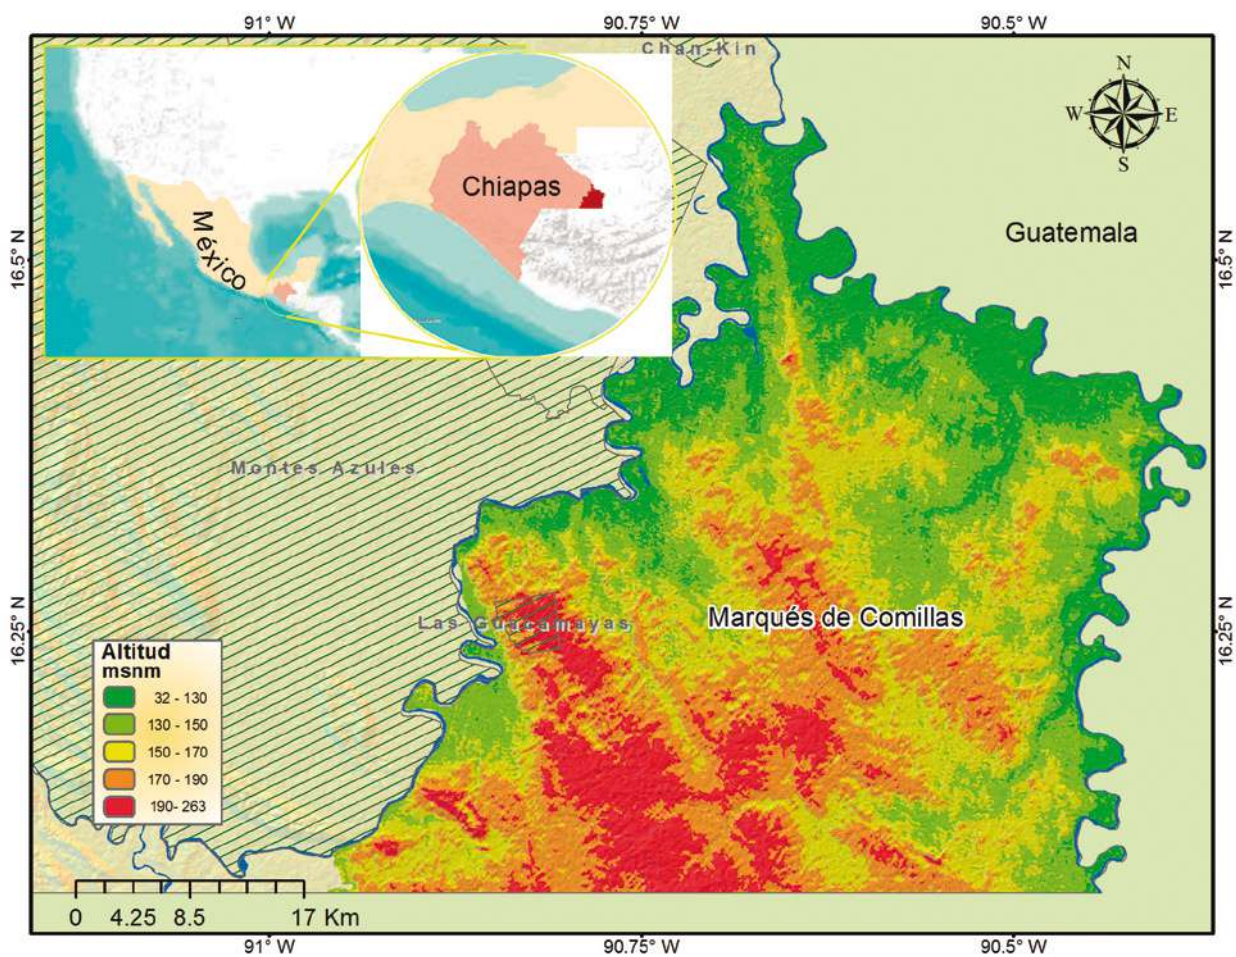 91° W
90.75° W
90.5° W
Chan-Kin
N
W
E
S
Chiapas
México
Guatemala
16.5° N
16.5° N
Montes Azules
Las Guacamayas
Marqués de Comillas
16.25° N
16.25° N
Altitud
msnm
32 - 130
130 - 150
150 - 170
170 - 190
190- 263
0 4.25 8.5 17 Km
91° W
90.75° W
90.5° W